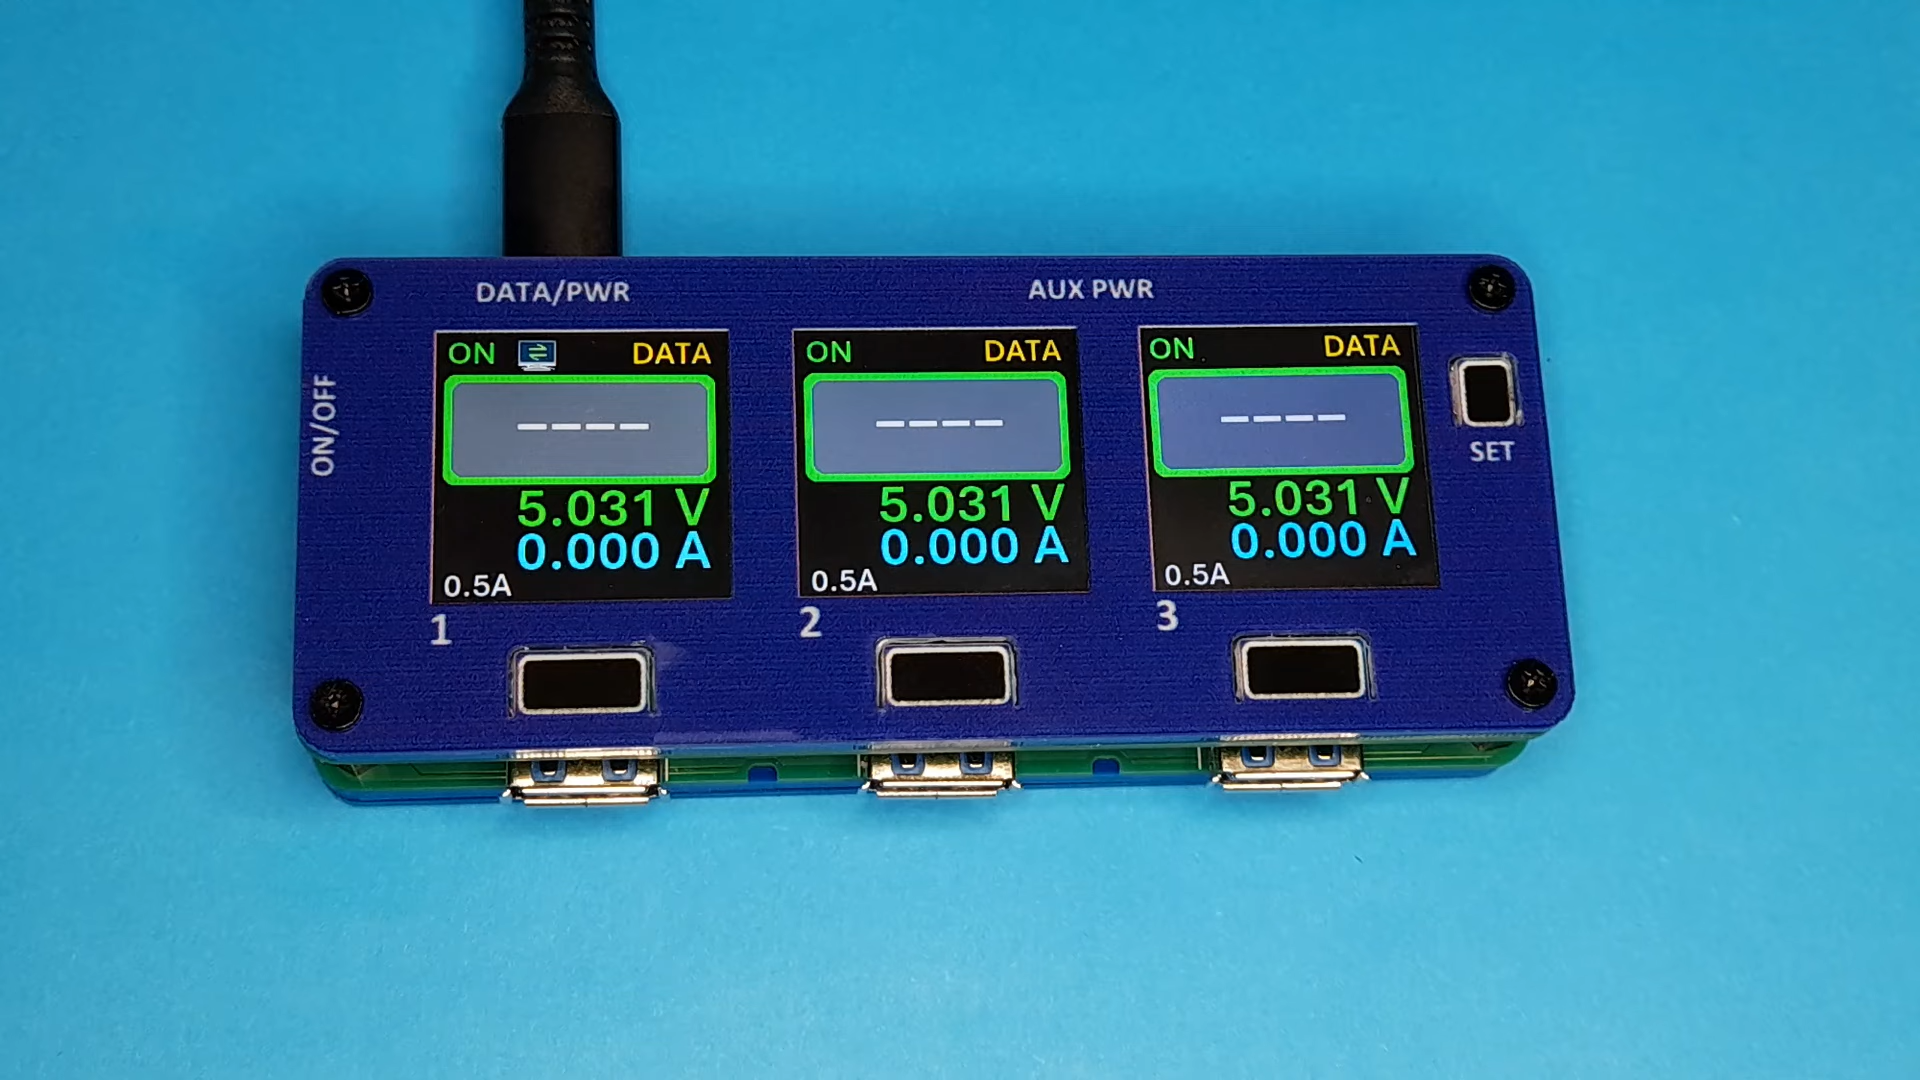 DATA/PWR
AUX PWR
ON/OFF
ON DATA
----
5.031 V
0.000 A
0.5A
1
ON DATA
----
5.031 V
0.000 A
0.5A
2
ON DATA
----
5.031 V
0.000 A
0.5A
3
SET